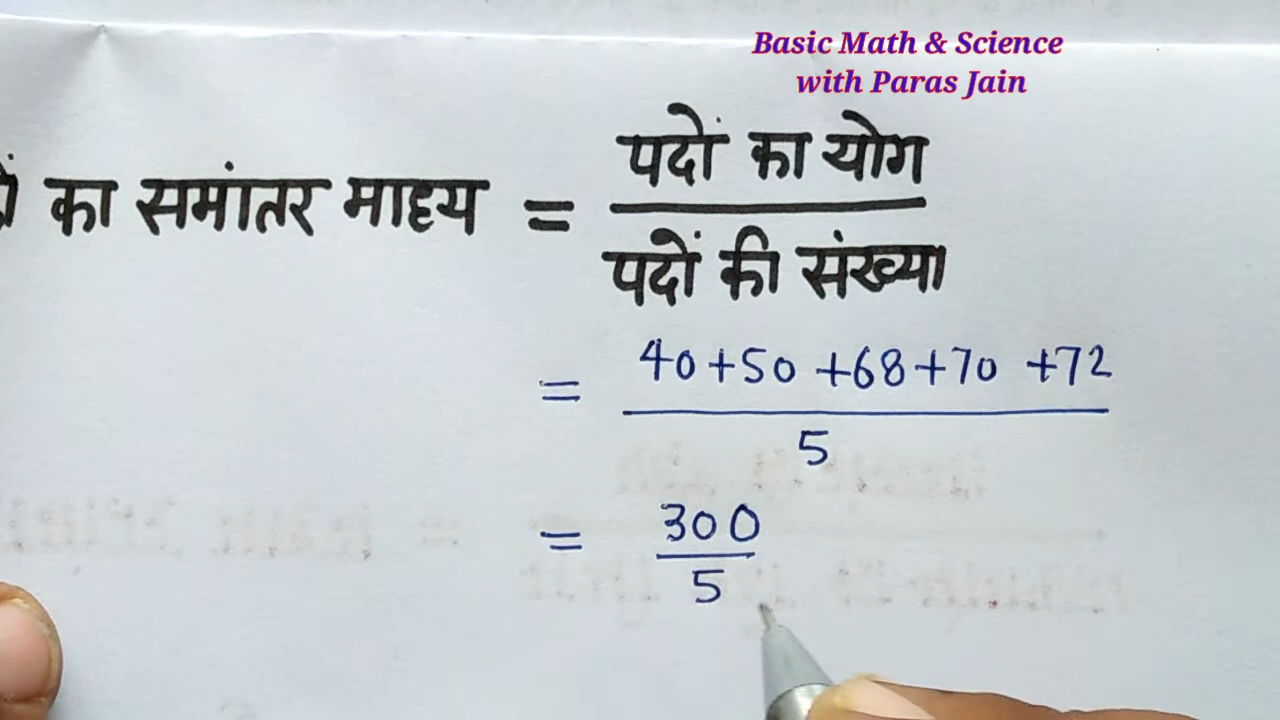 Basic Math & Science
with Paras Jain
पदों का योग
का समांतर माध्य =
पदों की संख्या
= 40+50+68+70+72
5
= 300
5